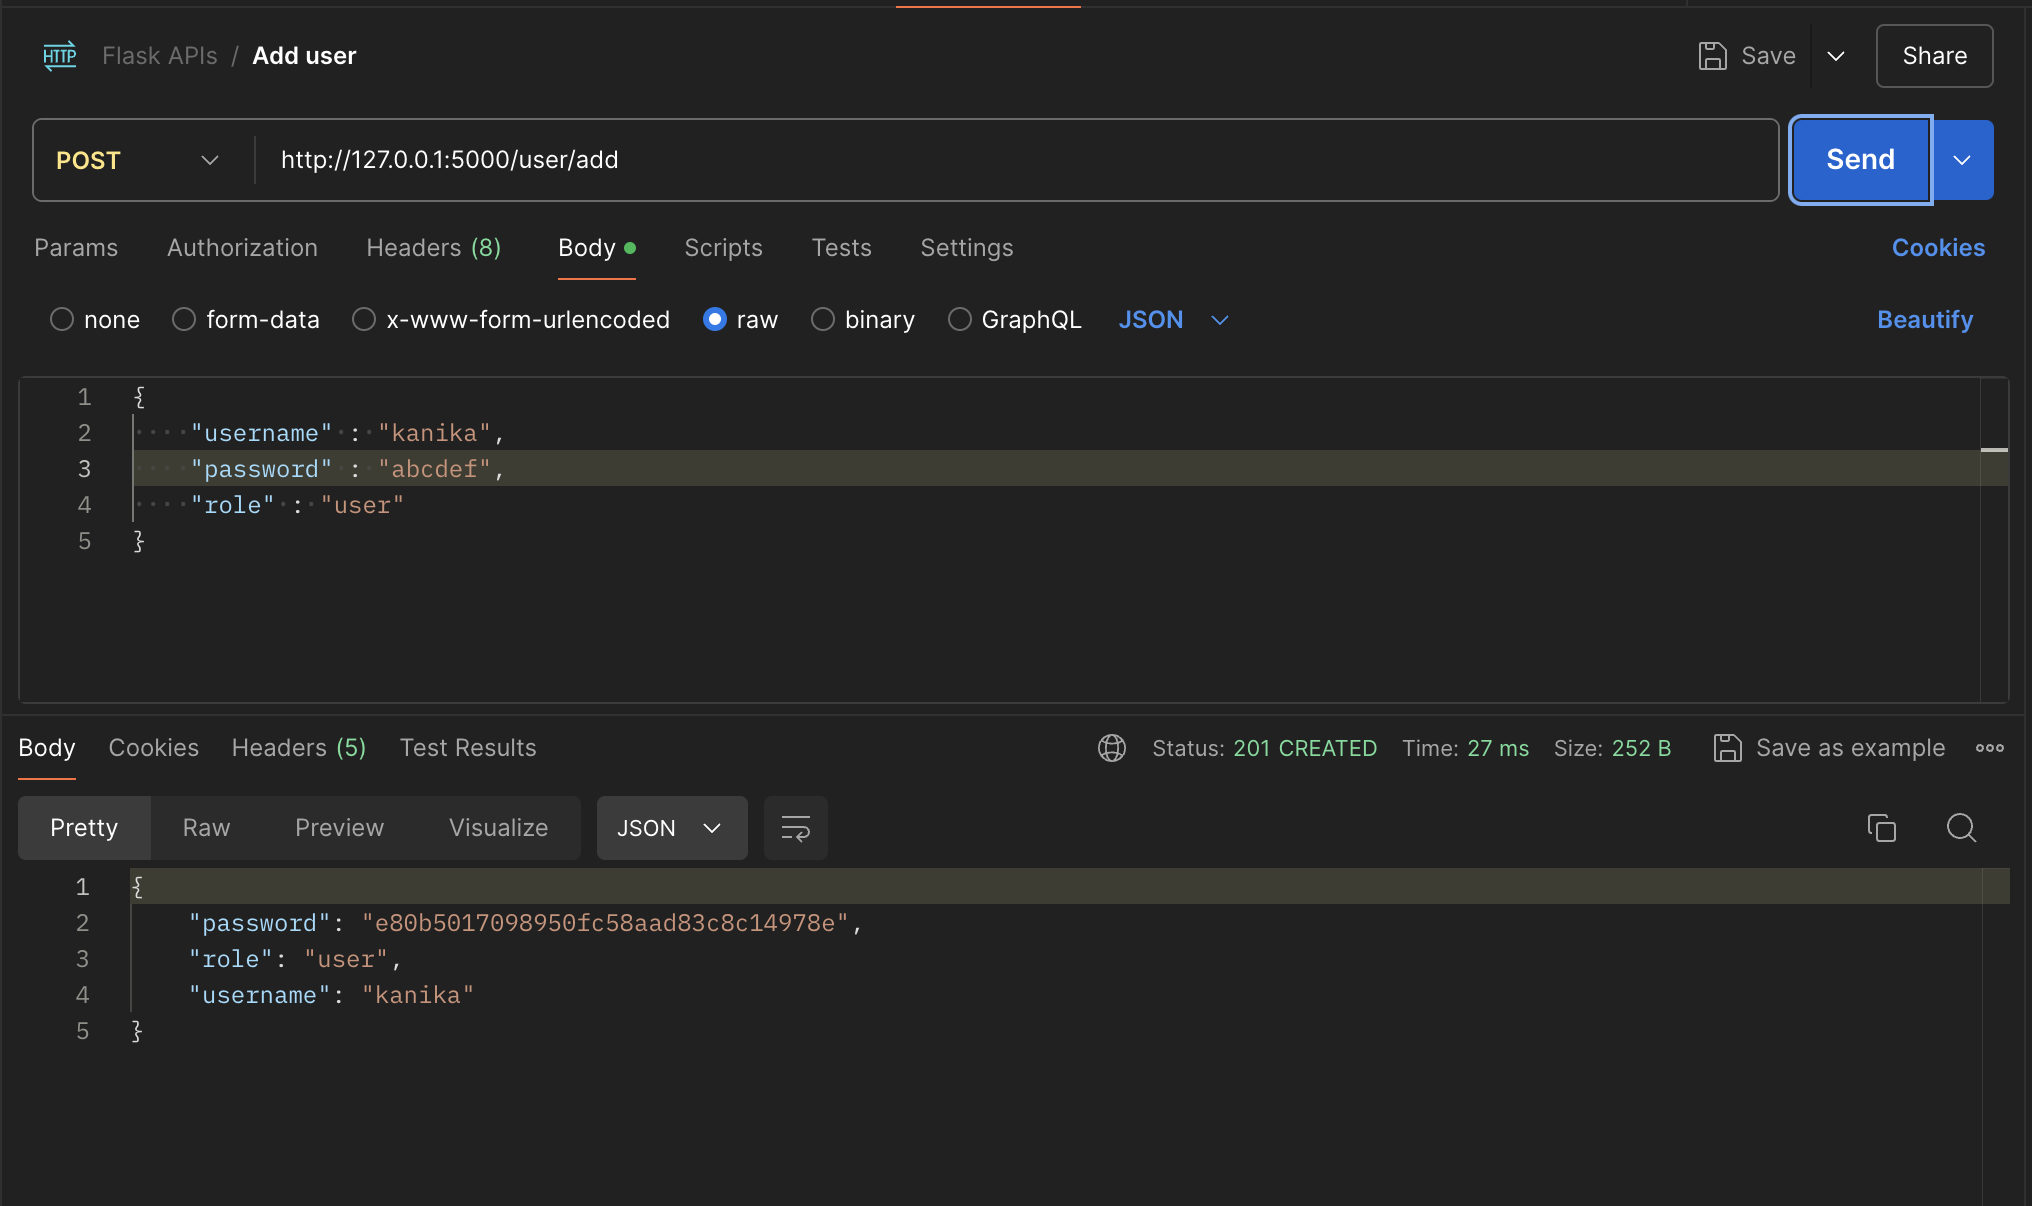 HTTP Flask APIs / Add user Save Share
POST http://127.0.0.1:5000/user/add Send
Params Authorization Headers (8) Body Scripts Tests Settings Cookies
none form-data x-www-form-urlencoded raw binary GraphQL JSON Beautify
1 {
2 "username" : "kanika",
3 "password" : "abcdef",
4 "role" : "user"
5 }
Body Cookies Headers (5) Test Results Status: 201 CREATED Time: 27 ms Size: 252 B Save as example
Pretty Raw Preview Visualize JSON
1 {
2 "password": "e80b5017098950fc58aad83c8c14978e",
3 "role": "user",
4 "username": "kanika"
5 }